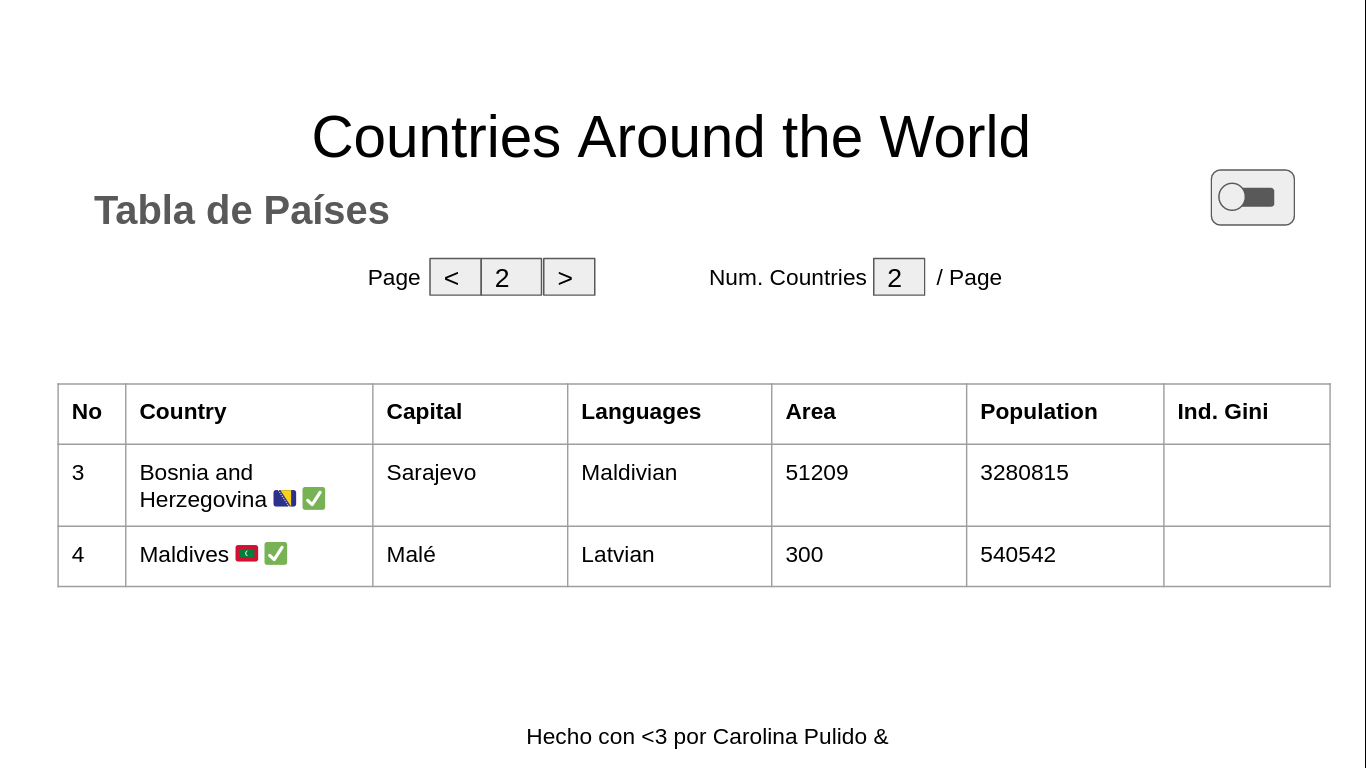 Countries Around the World
Tabla de Países
Page < 2 > Num. Countries 2 / Page
No Country Capital Languages Area Population Ind. Gini
3 Bosnia and Sarajevo Maldivian 51209 3280815
Herzegovina 🇧🇦 ✅
4 Maldives 🇲🇻 ✅ Malé Latvian 300 540542
Hecho con <3 por Carolina Pulido &